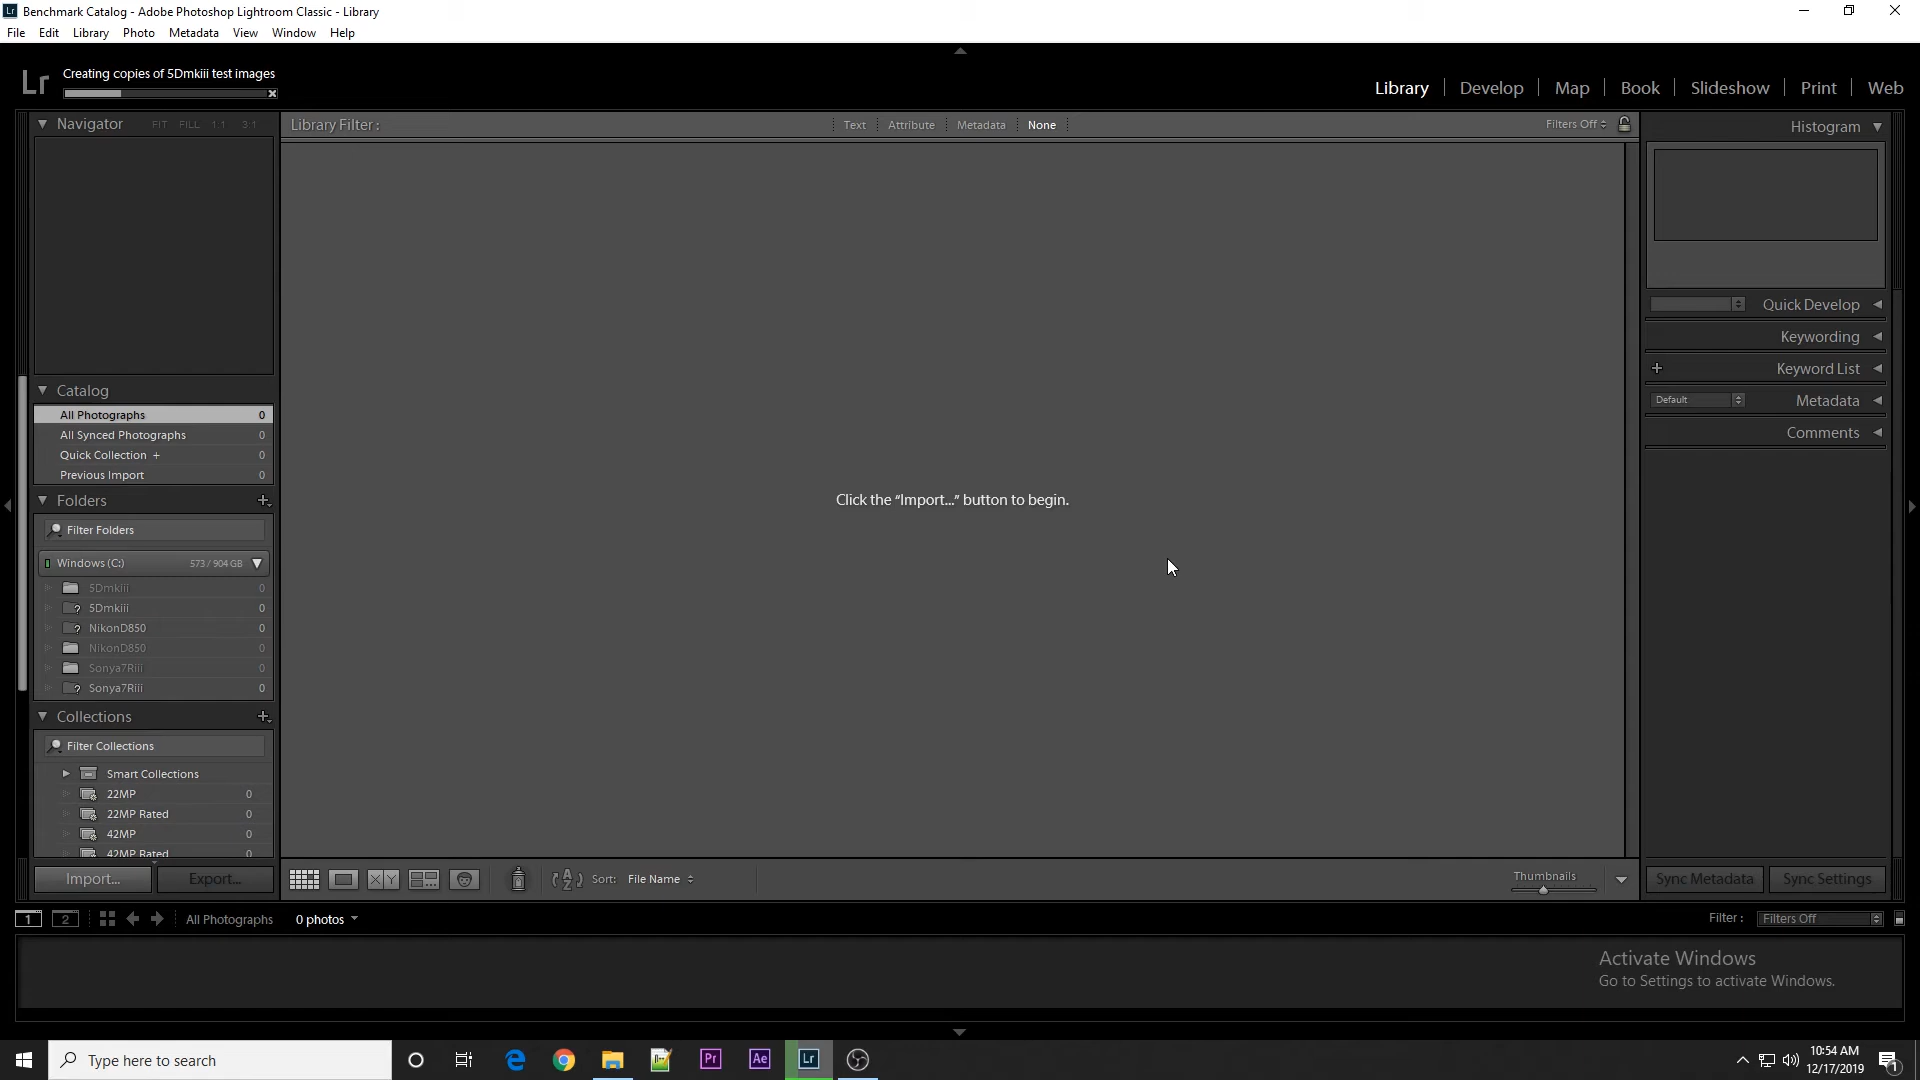 Benchmark Catalog - Adobe Photoshop Lightroom Classic - Library
File Edit Library Photo Metadata View Window Help
Lr
Creating copies of 5Dmkiii test images
Library | Develop | Map | Book | Slideshow | Print | Web
Navigator FIT FILL 1:1 3:1
Library Filter : Text Attribute Metadata None Filters Off
Histogram
Quick Develop
Keywording
Keyword List
Default Metadata
Comments
Catalog
All Photographs 0
All Synced Photographs 0
Quick Collection + 0
Previous Import 0
Folders
Filter Folders
Windows (C:) 573 / 904 GB
5Dmkiii 0
5Dmkiii 0
NikonD850 0
NikonD850 0
Sonya7Riii 0
Sonya7Riii 0
Collections
Filter Collections
Smart Collections
22MP 0
22MP Rated 0
42MP 0
42MP Rated 0
Click the “Import...” button to begin.
Import... Export...
X Y
A Z Sort: File Name
Thumbnails
Sync Metadata Sync Settings
1 2 All Photographs 0 photos
Filter : Filters Off
Activate Windows
Go to Settings to activate Windows.
Type here to search
Pr Ae Lr
10:54 AM
12/17/2019
1